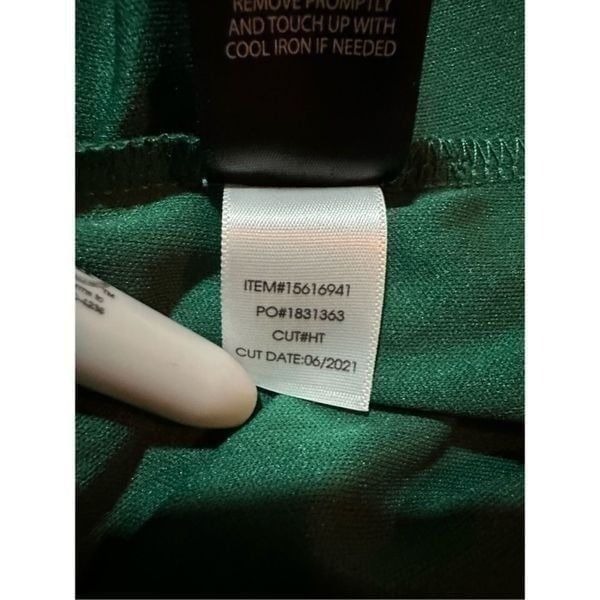 REMOVE PROMPTLY
AND TOUCH UP WITH
COOL IRON IF NEEDED
ITEM#15616941
PO#1831363
CUT#HT
CUT DATE:06/2021
TM